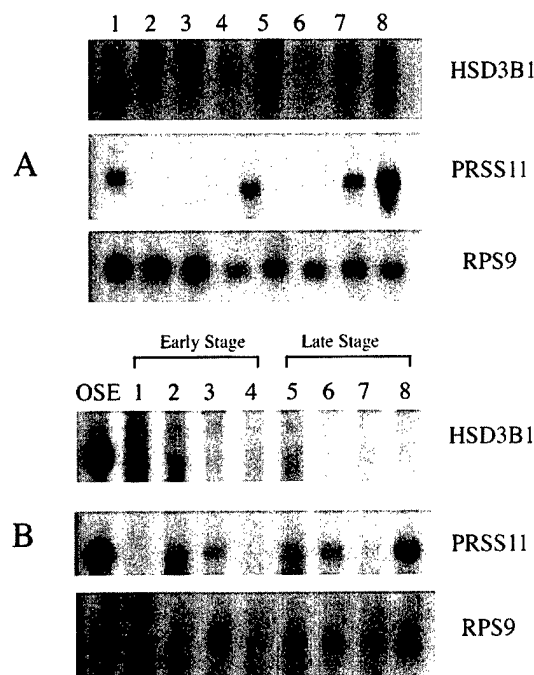 1 2 3 4 5 6 7 8
HSD3B1
A
PRSS11
RPS9
Early Stage Late Stage
OSE 1 2 3 4 5 6 7 8
HSD3B1
B
PRSS11
RPS9